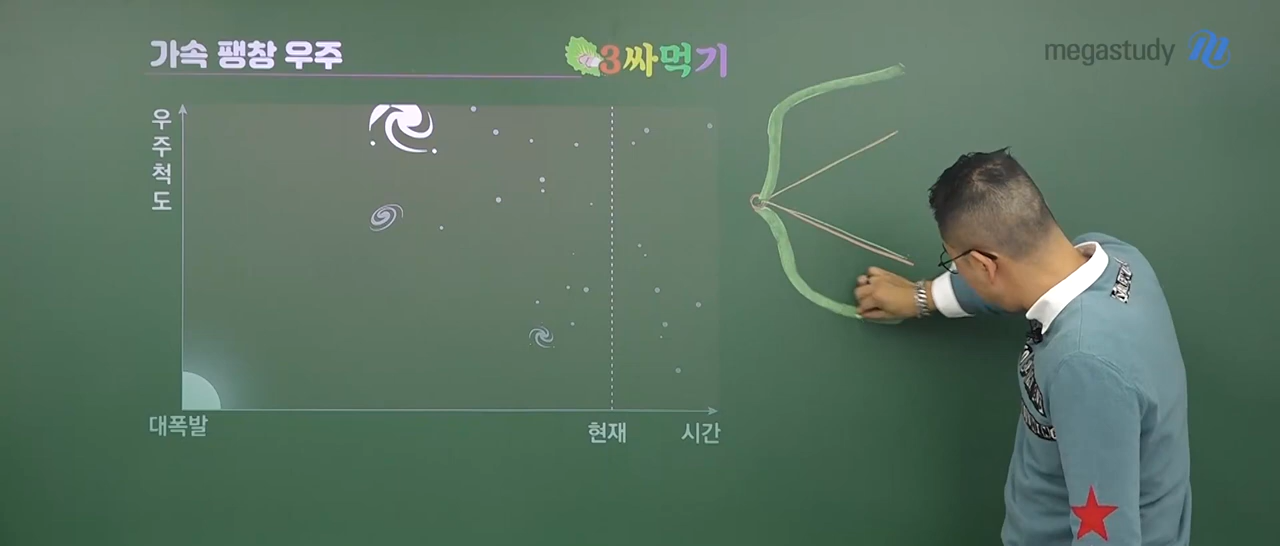 가속 팽창 우주
3싸먹기
megastudy
우주척도
대폭발
현재
시간